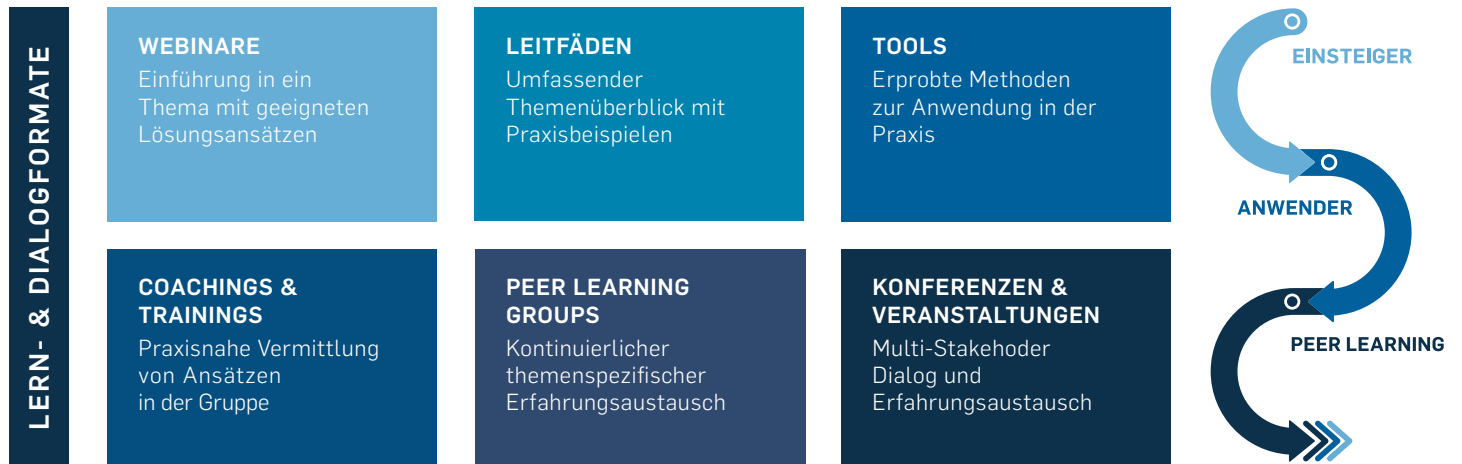 LERN- & DIALOGFORMATE
WEBINARE
Einführung in ein
Thema mit geeigneten
Lösungsansätzen
LEITFÄDEN
Umfassender
Themenüberblick mit
Praxisbeispielen
TOOLS
Erprobte Methoden
zur Anwendung in der
Praxis
COACHINGS &
TRAININGS
Praxisnahe Vermittlung
von Ansätzen
in der Gruppe
PEER LEARNING
GROUPS
Kontinuierlicher
themenspezifischer
Erfahrungsaustausch
KONFERENZEN &
VERANSTALTUNGEN
Multi-Stakehoder
Dialog und
Erfahrungsaustausch
EINSTEIGER
ANWENDER
PEER LEARNING